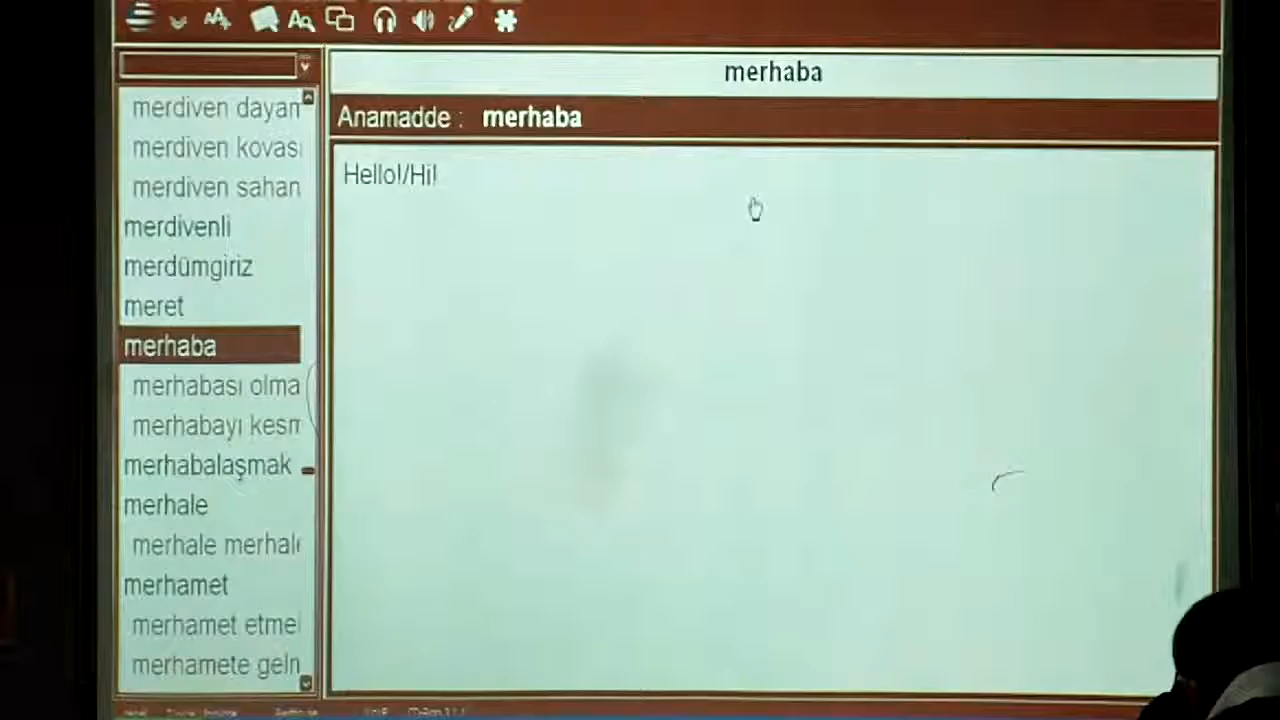 merhaba
Anamadde : merhaba
Hello!/Hi!
merdiven dayan
merdiven kovası
merdiven sahan
merdivenli
merdümgiriz
meret
merhaba
merhabası olma
merhabayı kesm
merhabalaşmak
merhale
merhale merhale
merhamet
merhamet etme
merhamete geln